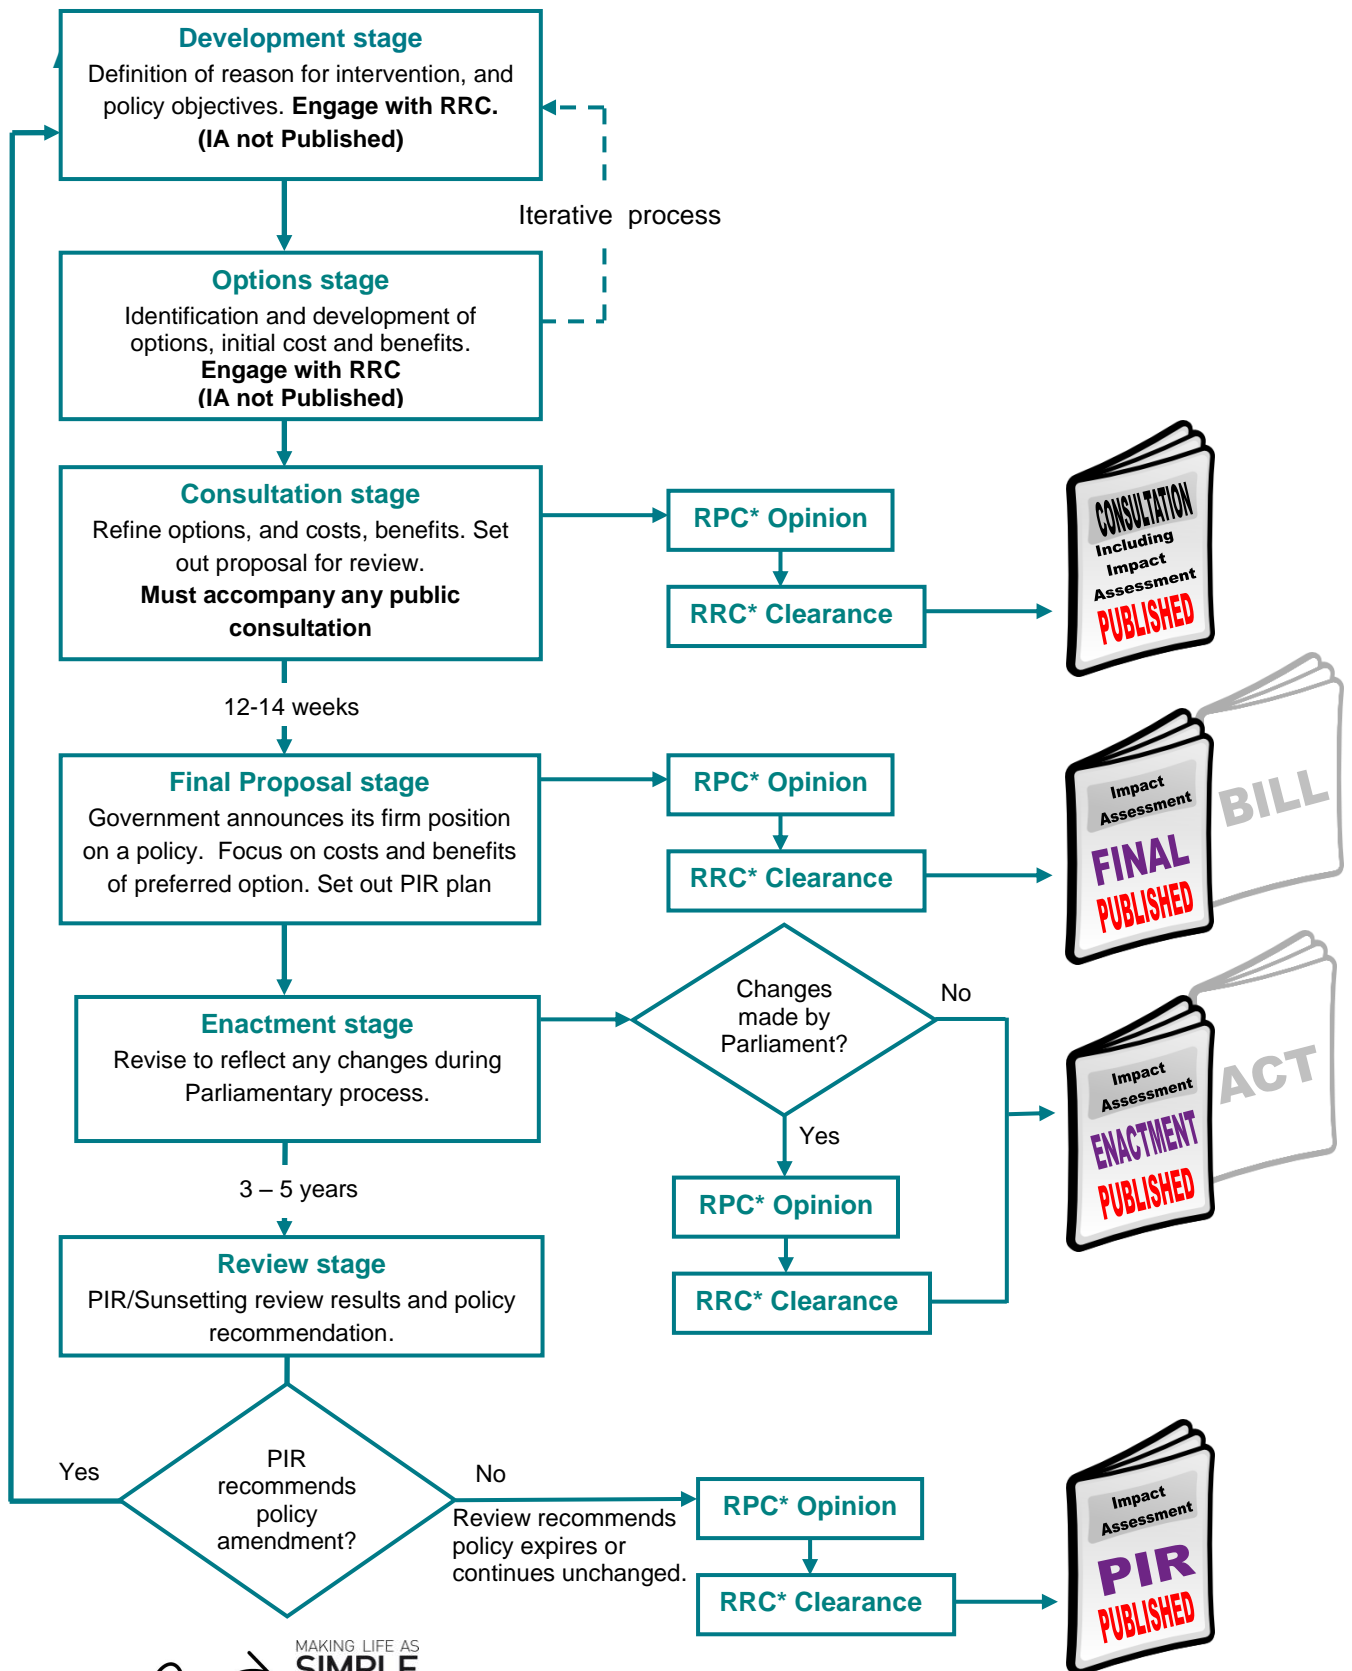 Development stage
Definition of reason for intervention, and
policy objectives. Engage with RRC.
(IA not Published)
Iterative process
Options stage
Identification and development of
options, initial cost and benefits.
Engage with RRC
(IA not Published)
Consultation stage
Refine options, and costs, benefits. Set
out proposal for review.
Must accompany any public
consultation
RPC* Opinion
RRC* Clearance
CONSULTATION
Including
Impact
Assessment
PUBLISHED
12-14 weeks
Final Proposal stage
Government announces its firm position
on a policy. Focus on costs and benefits
of preferred option. Set out PIR plan
RPC* Opinion
RRC* Clearance
Impact
Assessment
FINAL
PUBLISHED
BILL
Enactment stage
Revise to reflect any changes during
Parliamentary process.
Changes
made by
Parliament?
No
Yes
RPC* Opinion
RRC* Clearance
Impact
Assessment
ENACTMENT
PUBLISHED
ACT
3 – 5 years
Review stage
PIR/Sunsetting review results and policy
recommendation.
PIR
recommends
policy
amendment?
Yes
No
Review recommends
policy expires or
continues unchanged.
RPC* Opinion
RRC* Clearance
Impact
Assessment
PIR
PUBLISHED
MAKING LIFE AS
SIMPLE